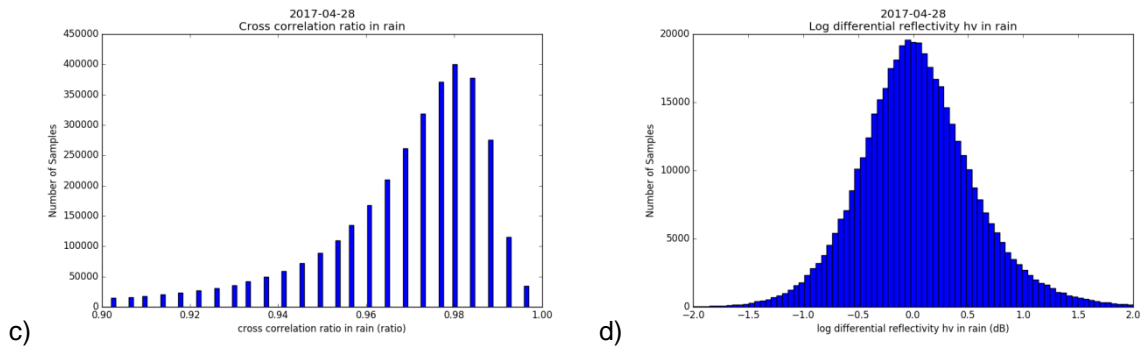 2017-04-28
Cross correlation ratio in rain
450000
400000
350000
300000
250000
200000
150000
100000
50000
0
Number of Samples
0.90 0.92 0.94 0.96 0.98 1.00
cross correlation ratio in rain (ratio)
c)
2017-04-28
Log differential reflectivity hv in rain
20000
15000
10000
5000
0
Number of Samples
−2.0 −1.5 −1.0 −0.5 0.0 0.5 1.0 1.5 2.0
log differential reflectivity hv in rain (dB)
d)